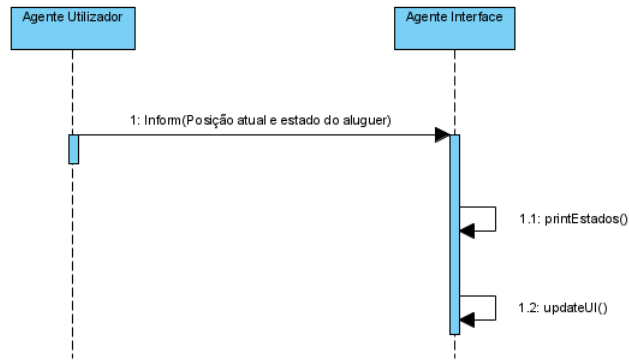 Agente Utilizador
Agente Interface
1: Inform(Posição atual e estado do aluguer)
1.1: printEstados()
1.2: updateUI()